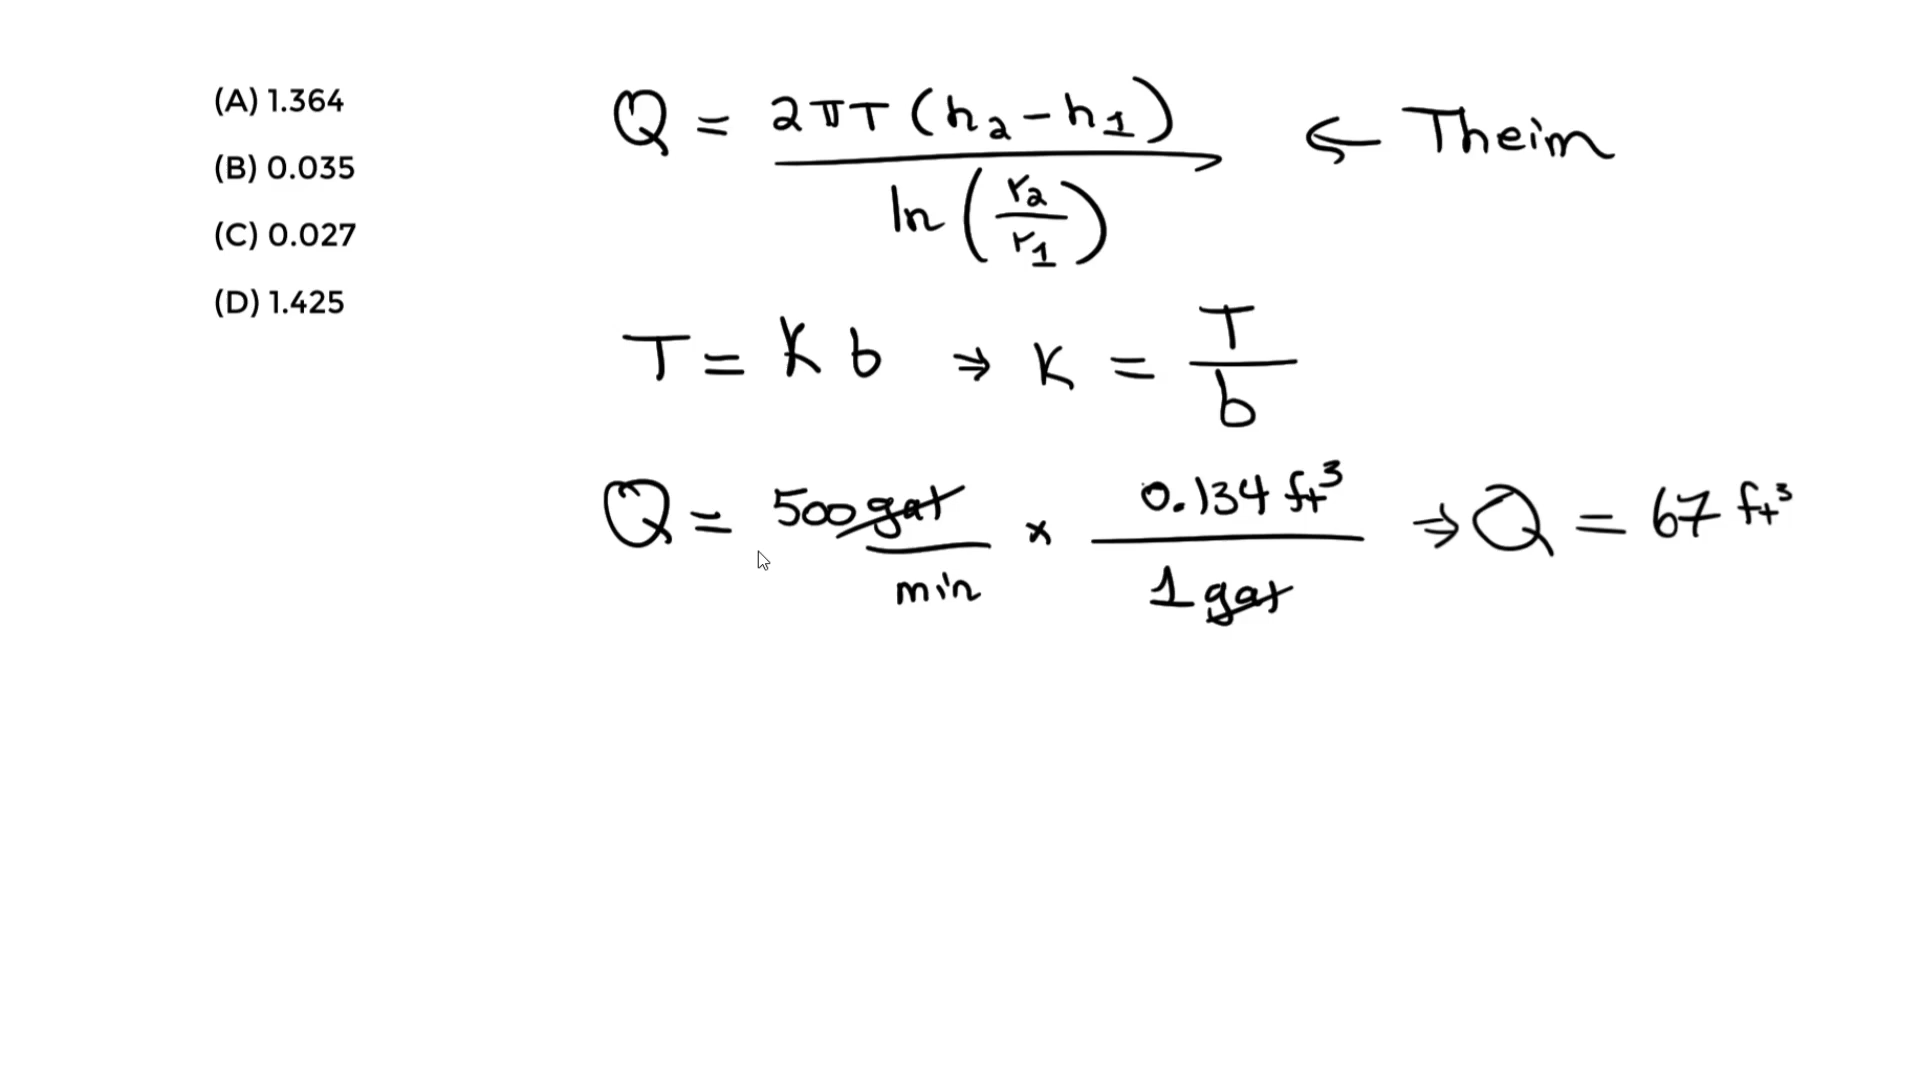 (A) 1.364
(B) 0.035
(C) 0.027
(D) 1.425
Q = 2πT (h₂ - h₁) / ln (r₂ / r₁) ← Theim
T = K b ⇒ K = T / b
Q = 500 gal / min × 0.134 ft³ / 1 gal ⇒ Q = 67 ft³